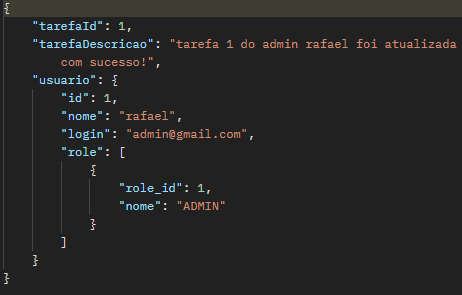 {
"tarefaId": 1,
"tarefaDescricao": "tarefa 1 do admin rafael foi atualizada
com sucesso!",
"usuario": {
"id": 1,
"nome": "rafael",
"login": "admin@gmail.com",
"role": [
{
"role_id": 1,
"nome": "ADMIN"
}
]
}
}